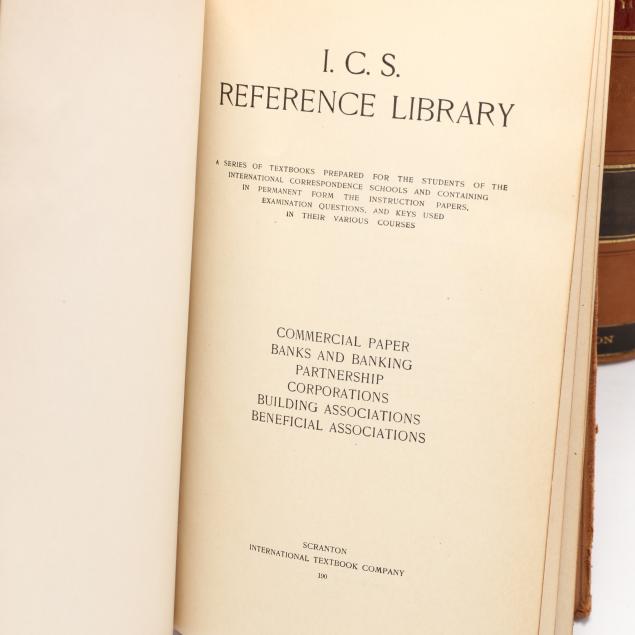 I. C. S.
REFERENCE LIBRARY
A SERIES OF TEXTBOOKS PREPARED FOR THE STUDENTS OF THE
INTERNATIONAL CORRESPONDENCE SCHOOLS AND CONTAINING
IN PERMANENT FORM THE INSTRUCTION PAPERS,
EXAMINATION QUESTIONS, AND KEYS USED
IN THEIR VARIOUS COURSES
COMMERCIAL PAPER
BANKS AND BANKING
PARTNERSHIP
CORPORATIONS
BUILDING ASSOCIATIONS
BENEFICIAL ASSOCIATIONS
SCRANTON
INTERNATIONAL TEXTBOOK COMPANY
190